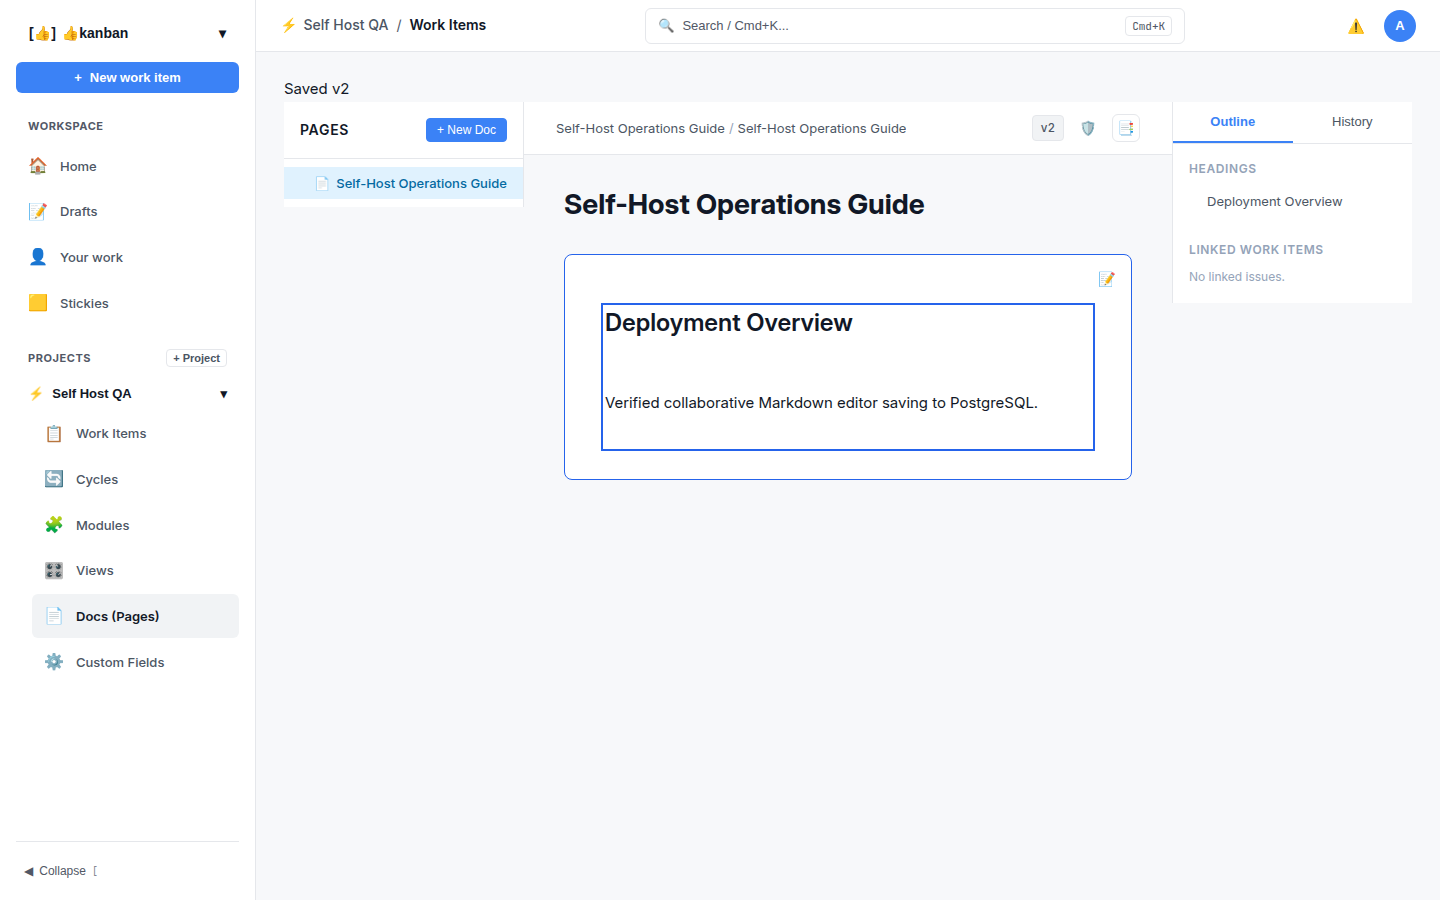 [👍] 👍kanban ▼
+ New work item
WORKSPACE
🏠 Home
📝 Drafts
👤 Your work
🟨 Stickies
PROJECTS + Project
⚡ Self Host QA ▼
📋 Work Items
🔄 Cycles
🧩 Modules
🎛️ Views
📄 Docs (Pages)
⚙️ Custom Fields
◀ Collapse [
⚡ Self Host QA / Work Items
🔍 Search / Cmd+K... Cmd+K
⚠️ A
Saved v2
PAGES + New Doc
📄 Self-Host Operations Guide
Self-Host Operations Guide / Self-Host Operations Guide v2 🛡️ 📑
Self-Host Operations Guide
📝
Deployment Overview
Verified collaborative Markdown editor saving to PostgreSQL.
Outline History
HEADINGS
Deployment Overview
LINKED WORK ITEMS
No linked issues.